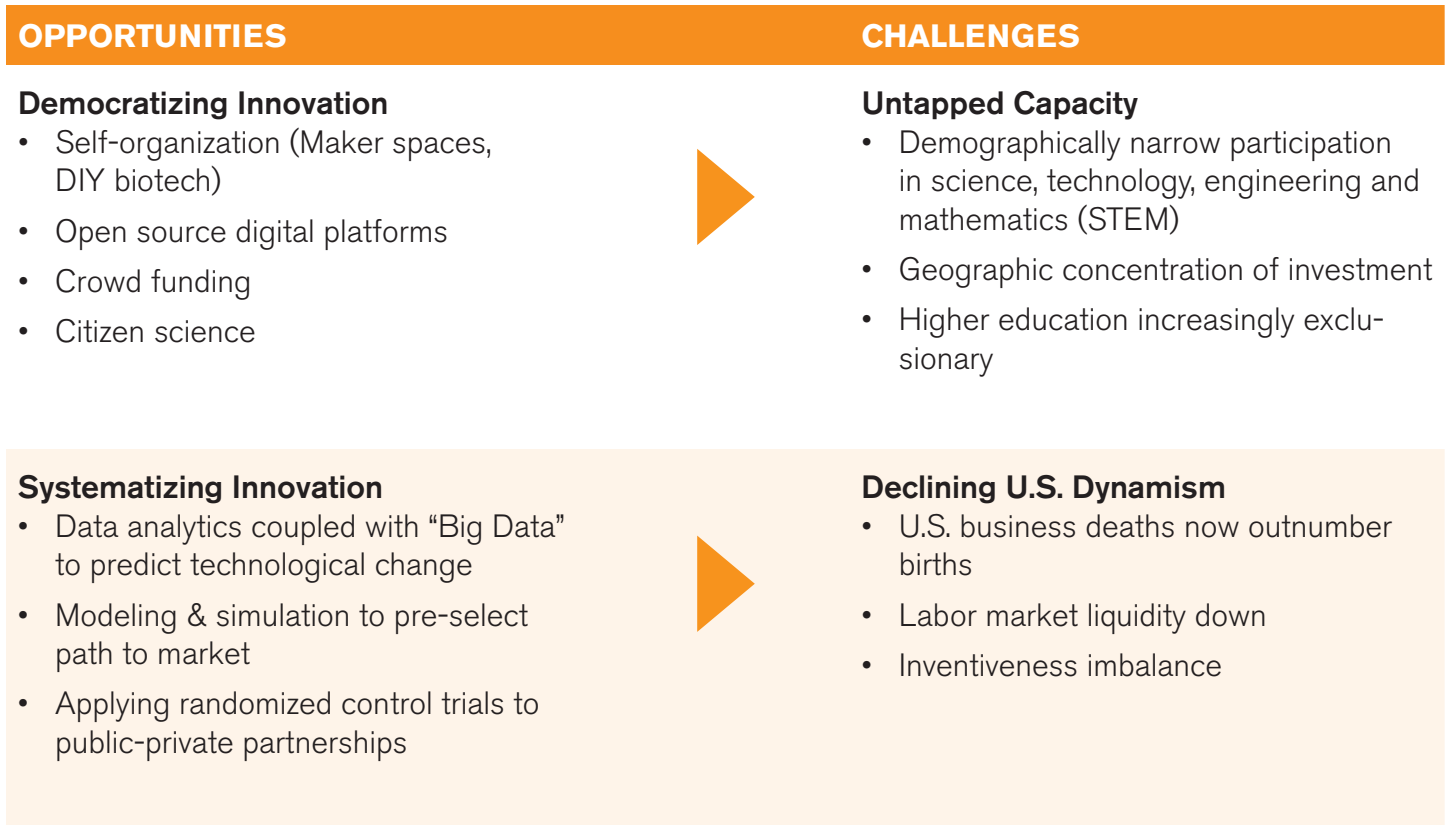 OPPORTUNITIES
CHALLENGES
Democratizing Innovation
• Self-organization (Maker spaces,
DIY biotech)
• Open source digital platforms
• Crowd funding
• Citizen science
Untapped Capacity
• Demographically narrow participation
in science, technology, engineering and
mathematics (STEM)
• Geographic concentration of investment
• Higher education increasingly exclu-
sionary
Systematizing Innovation
• Data analytics coupled with “Big Data”
to predict technological change
• Modeling & simulation to pre-select
path to market
• Applying randomized control trials to
public-private partnerships
Declining U.S. Dynamism
• U.S. business deaths now outnumber
births
• Labor market liquidity down
• Inventiveness imbalance